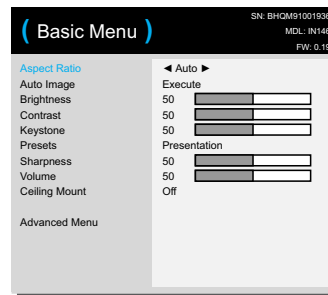 ( Basic Menu )
SN: BHQM91001936
MDL: IN146
FW: 0.19
Aspect Ratio ◄ Auto ►
Auto Image Execute
Brightness 50
Contrast 50
Keystone 50
Presets Presentation
Sharpness 50
Volume 50
Ceiling Mount Off
Advanced Menu